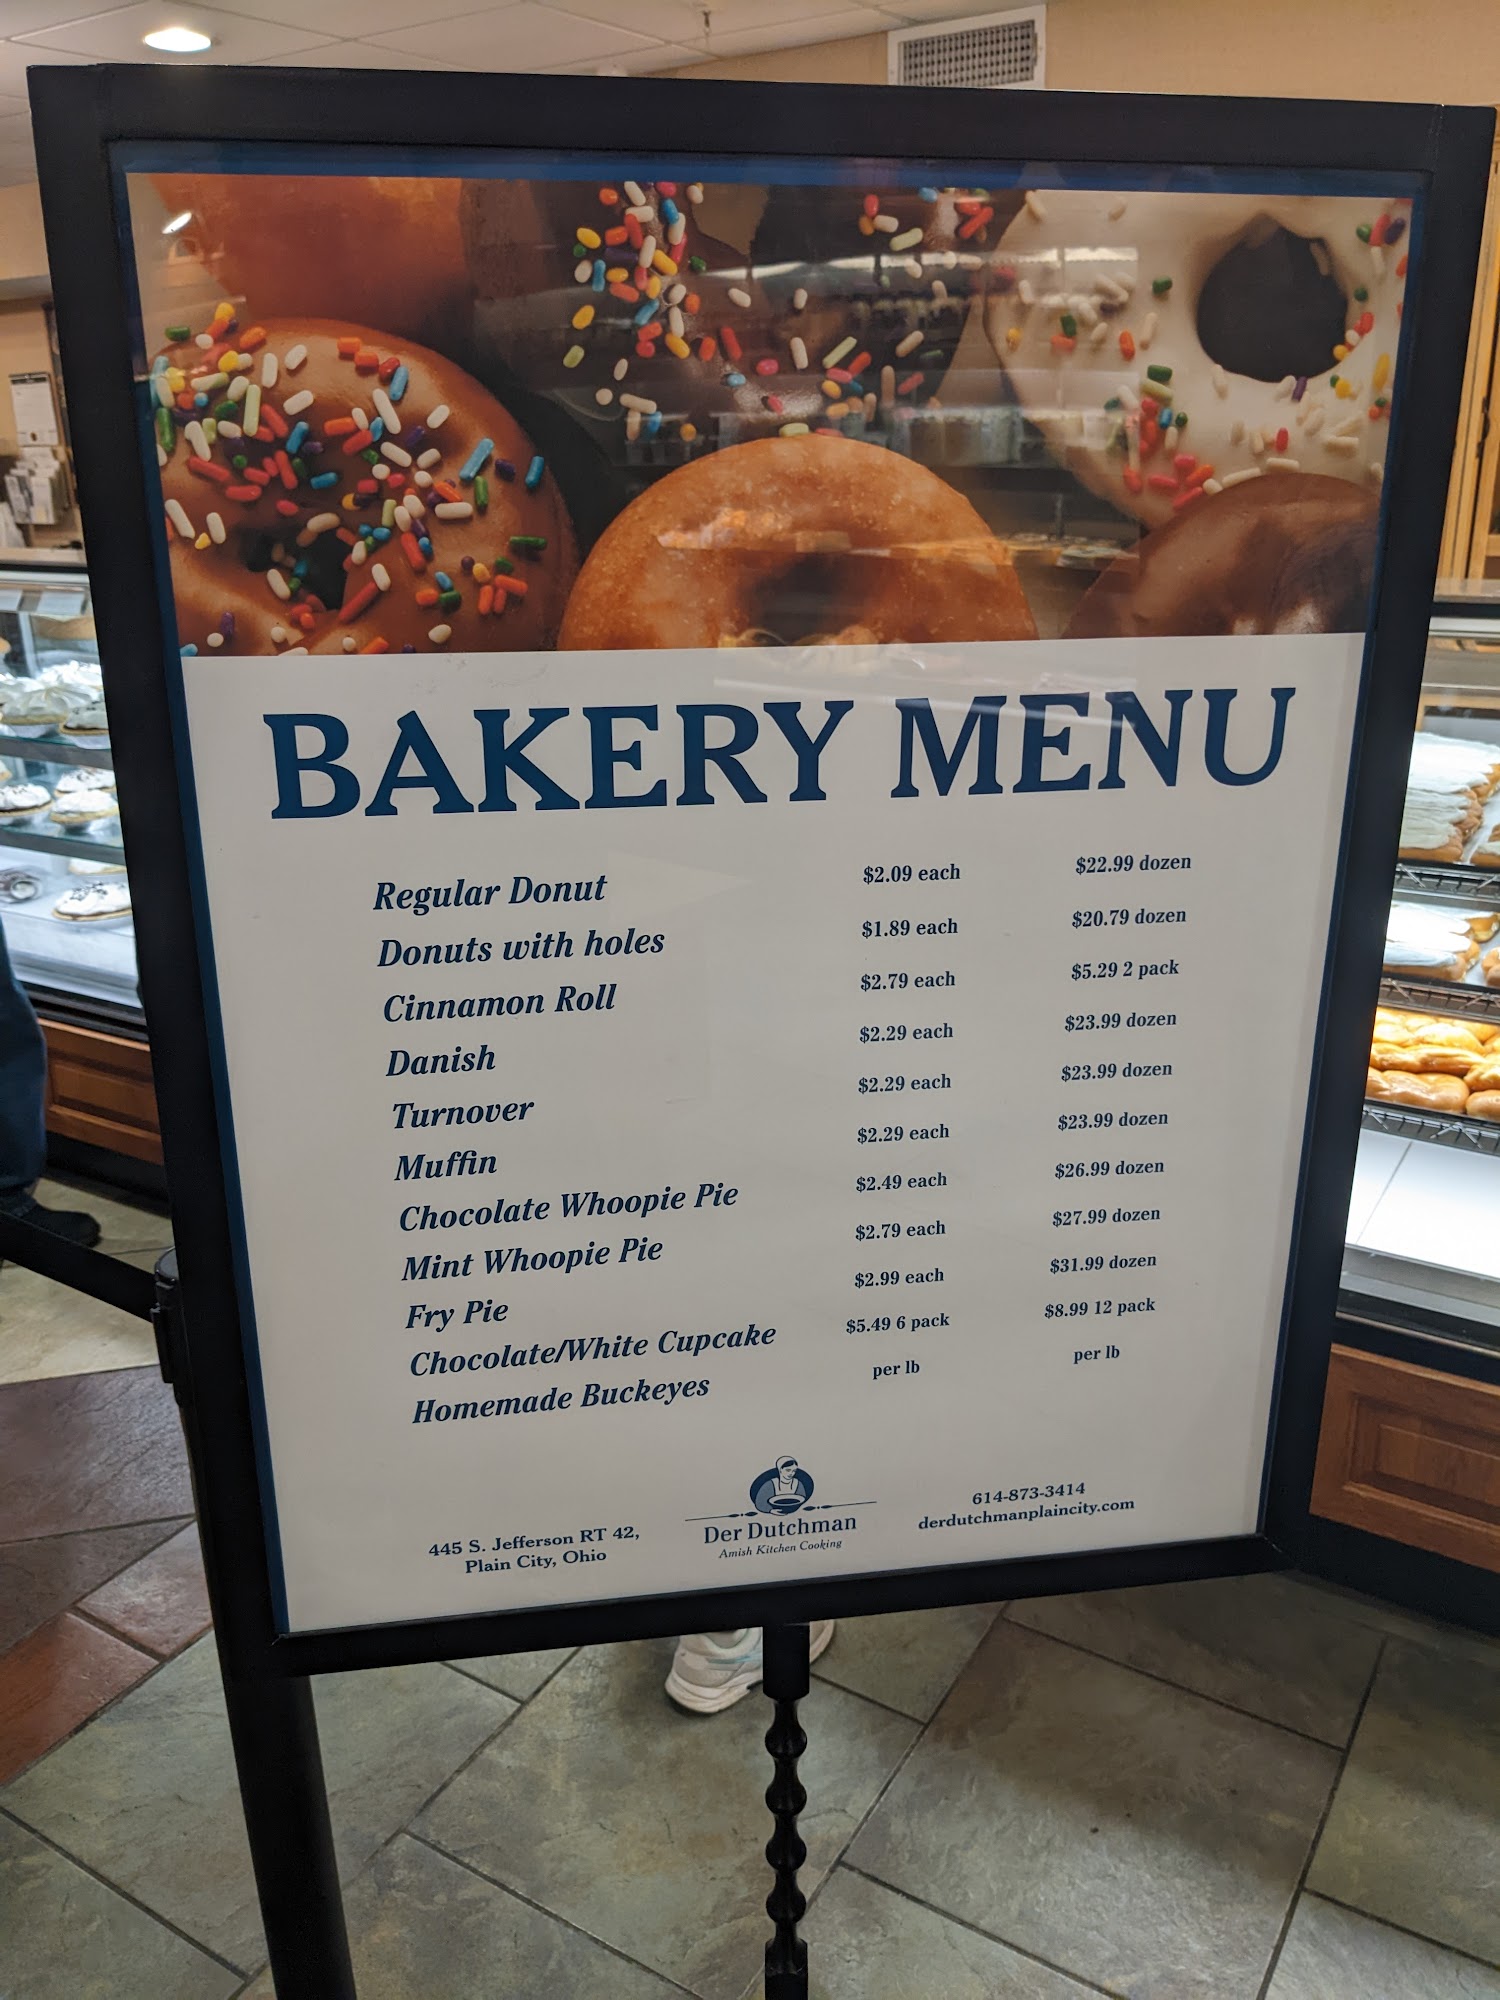 BAKERY MENU
Regular Donut $2.09 each $22.99 dozen
Donuts with holes $1.89 each $20.79 dozen
Cinnamon Roll $2.79 each $5.29 2 pack
Danish $2.29 each $23.99 dozen
Turnover $2.29 each $23.99 dozen
Muffin $2.29 each $23.99 dozen
Chocolate Whoopie Pie $2.49 each $26.99 dozen
Mint Whoopie Pie $2.79 each $27.99 dozen
Fry Pie $2.99 each $31.99 dozen
Chocolate/White Cupcake $5.49 6 pack $8.99 12 pack
Homemade Buckeyes per lb per lb
445 S. Jefferson RT 42,
Plain City, Ohio
Der Dutchman
Amish Kitchen Cooking
614-873-3414
derdutchmanplaincity.com